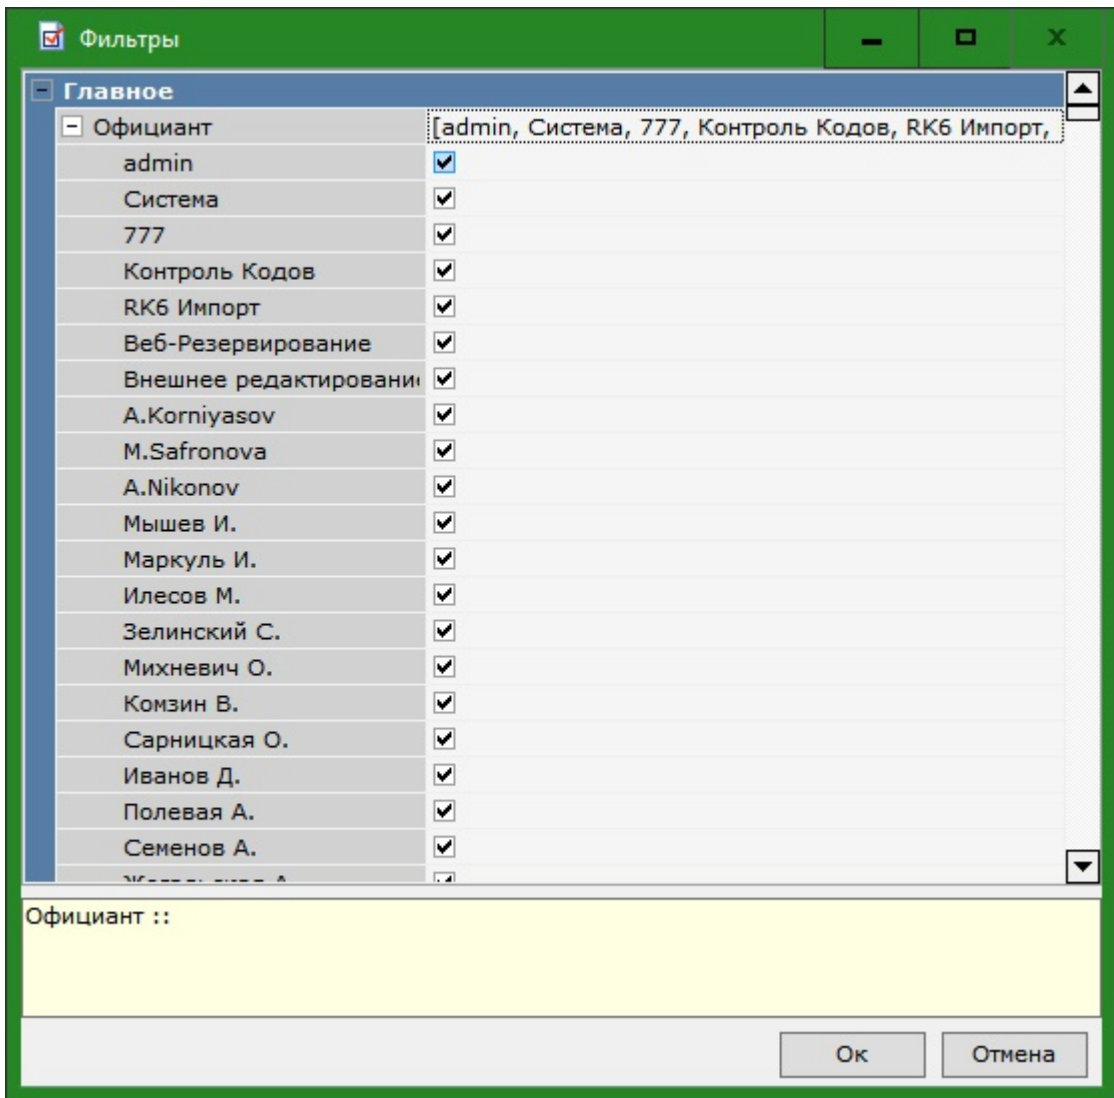 Фильтры
Главное
Официант [admin, Система, 777, Контроль Кодов, RK6 Импорт,
admin
Система
777
Контроль Кодов
RK6 Импорт
Веб-Резервирование
Внешнее редактировани
A.Korniyasov
M.Safronova
A.Nikonov
Мышев И.
Маркуль И.
Илесов М.
Зелинский С.
Михневич О.
Комзин В.
Сарницкая О.
Иванов Д.
Полевая А.
Семенов А.
Официант ::
Ок Отмена